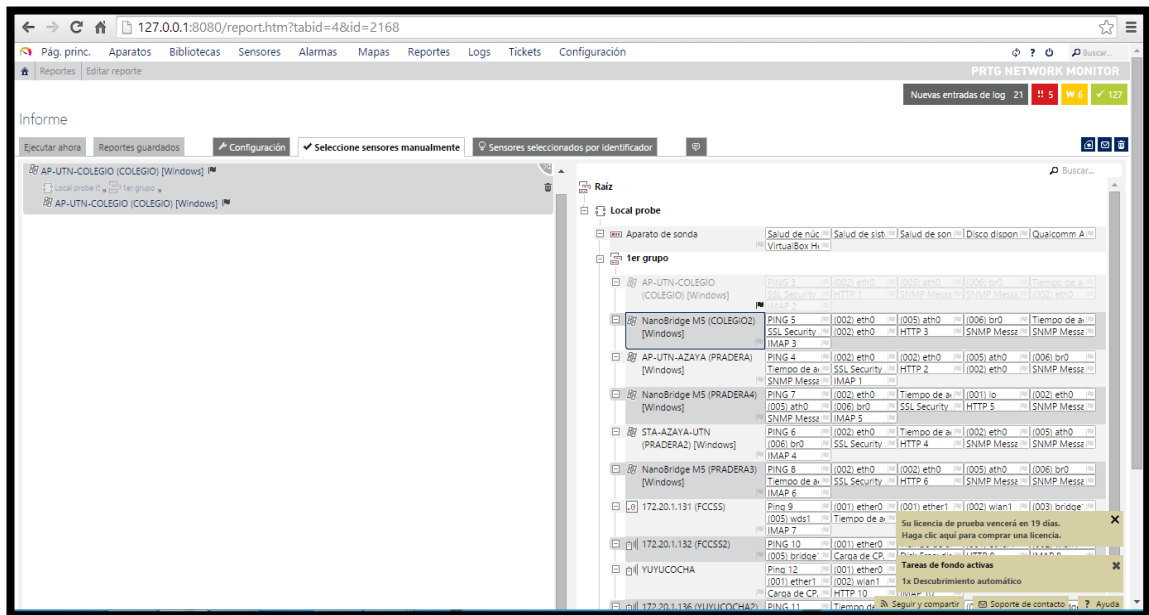 127.0.0.1:8080/report.htm?tabid=4&id=2168
Pág. princ. Aparatos Bibliotecas Sensores Alarmas Mapas Reportes Logs Tickets Configuración ? Buscar...
Reportes Editar reporte PRTG NETWORK MONITOR
Nuevas entradas de log 21 !! 5 W 6 ✓ 127
Informe
Ejecutar ahora Reportes guardados Configuración ✔ Seleccione sensores manualmente Sensores seleccionados por identificador
AP-UTN-COLEGIO (COLEGIO) [Windows]
Local probe (1 » 1er grupo »
AP-UTN-COLEGIO (COLEGIO) [Windows]
Buscar...
Raíz
Local probe
Aparato de sonda Salud de núc Salud de sist Salud de son Disco dispon Qualcomm A
VirtualBox H
1er grupo
AP-UTN-COLEGIO PING 3 (002) eth0 (005) ath0 (006) br0 Tiempo de a
(COLEGIO) [Windows] SSL Security HTTP 1 SNMP Messa SNMP Messa (002) eth0
IMAP 2
NanoBridge M5 (COLEGIO2) PING 5 (002) eth0 (005) ath0 (006) br0 Tiempo de a
[Windows] SSL Security (002) eth0 HTTP 3 SNMP Messa SNMP Messa
IMAP 3
AP-UTN-AZAYA (PRADERA) PING 4 (002) eth0 (002) eth0 (005) ath0 (006) br0
[Windows] Tiempo de a SSL Security HTTP 2 (002) eth0 SNMP Messa
SNMP Messa IMAP 1
NanoBridge M5 (PRADERA4) PING 7 (002) eth0 Tiempo de a (001) lo (002) eth0
[Windows] (005) ath0 (006) br0 SSL Security HTTP 5 SNMP Messa
SNMP Messa IMAP 5
STA-AZAYA-UTN PING 6 (002) eth0 Tiempo de a (002) eth0 (005) ath0
(PRADERA2) [Windows] (006) br0 SSL Security HTTP 4 SNMP Messa SNMP Messa
IMAP 4
NanoBridge M5 (PRADERA3) PING 8 (002) eth0 (002) eth0 (005) ath0 (006) br0
[Windows] Tiempo de a SSL Security HTTP 6 SNMP Messa SNMP Messa
IMAP 6
172.20.1.131 (FCCSS) Ping 9 (001) ether0 (001) ether1 (002) wlan1 (003) bridge
(005) wds1 Tiempo de a
IMAP 7
172.20.1.132 (FCCSS2) PING 10 (001) ether0
(005) bridge Carga de CP.
YUYUCOCHA Ping 12 (001) ether0
(001) ether1 (002) wlan1
Carga de CP. HTTP 10 IMAP 10
172.20.1.136 (YUYUCOCHA2) PING 11 Tiempo de
Su licencia de prueba vencerá en 19 días.
Haga clic aquí para comprar una licencia.
Tareas de fondo activas
1x Descubrimiento automático
Seguir y compartir Soporte de contacto ? Ayuda